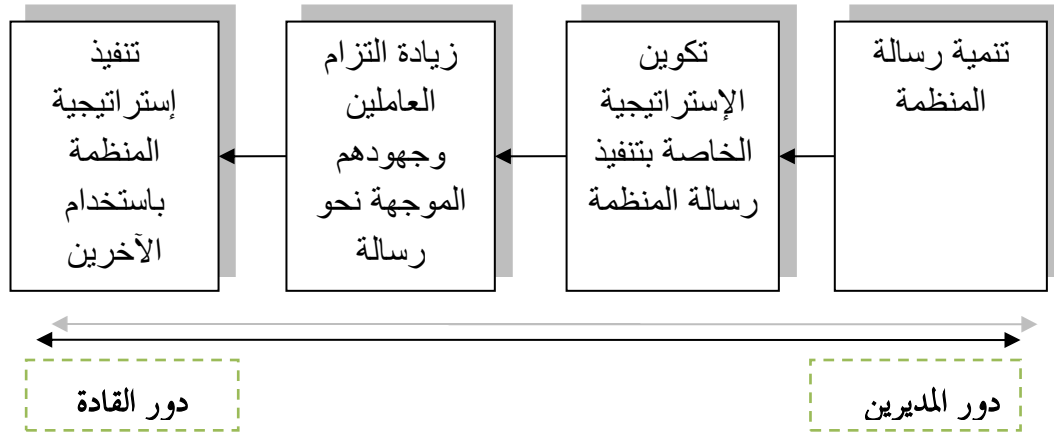 تنمية رسالة
المنظمة
تكوين
الإستراتيجية
الخاصة بتنفيذ
رسالة المنظمة
زيادة التزام
العاملين
وجهودهم
الموجهة نحو
رسالة
تنفيذ
إستراتيجية
المنظمة
باستخدام
الآخرين
دور المديرين
دور القادة